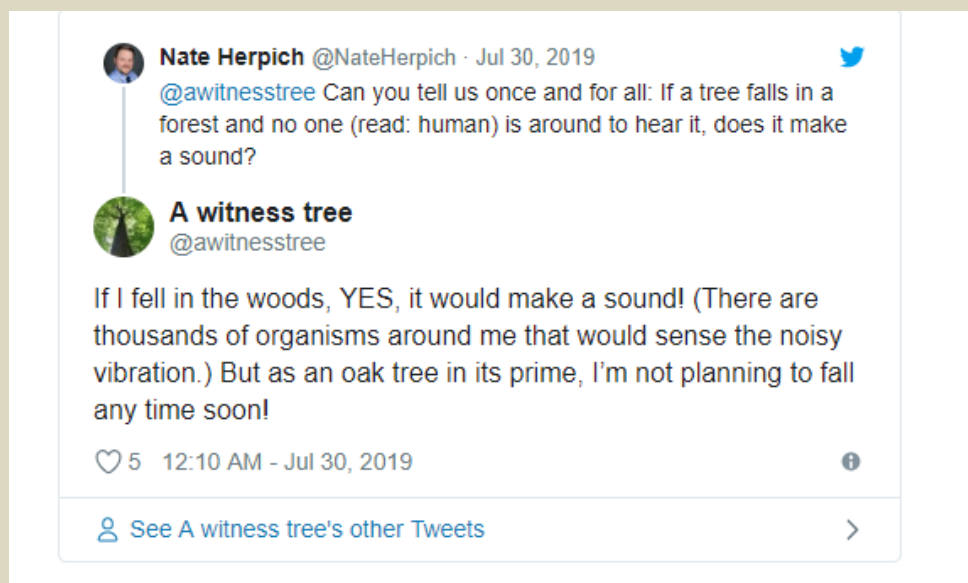 Nate Herpich @NateHerpich · Jul 30, 2019
@awitnesstree Can you tell us once and for all: If a tree falls in a
forest and no one (read: human) is around to hear it, does it make
a sound?
A witness tree
@awitnesstree
If I fell in the woods, YES, it would make a sound! (There are
thousands of organisms around me that would sense the noisy
vibration.) But as an oak tree in its prime, I’m not planning to fall
any time soon!
5 12:10 AM - Jul 30, 2019
See A witness tree's other Tweets